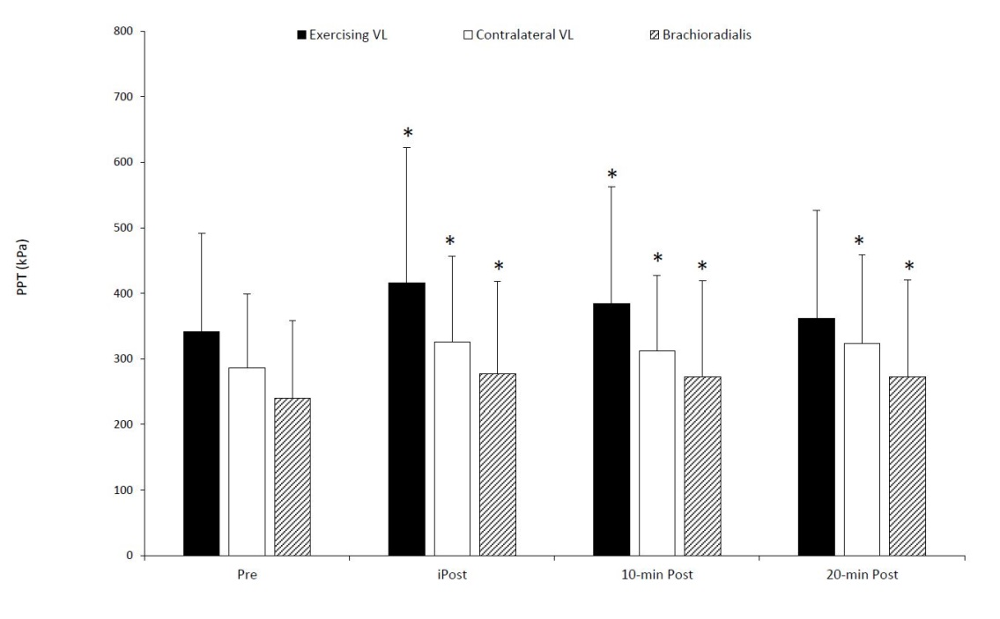 800
Exercising VL Contralateral VL Brachioradialis
700
*
600
*
500
* * * * * *
400
300
200
100
0
PPT (kPa)
Pre iPost 10-min Post 20-min Post